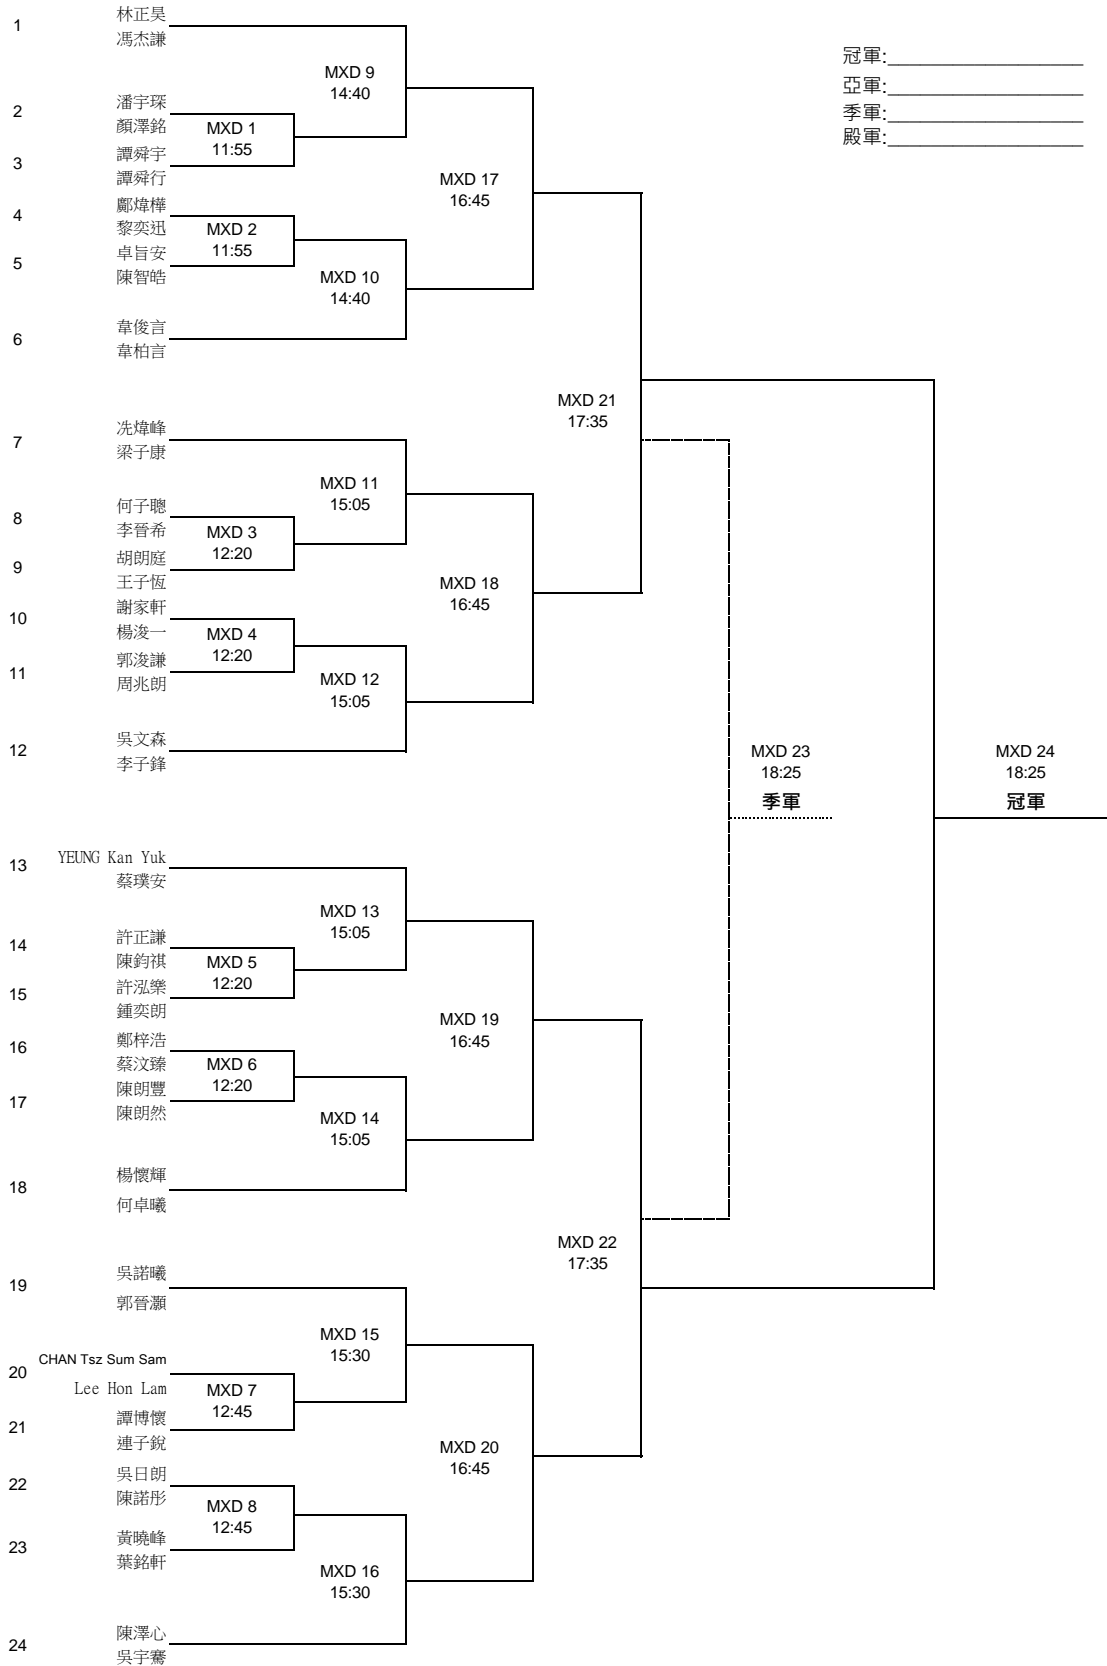 1
林正昊
馮杰謙
MXD 9
14:40
冠軍:
亞軍:
季軍:
殿軍:
2
潘宇琛
顏澤銘
MXD 1
11:55
3
譚舜宇
譚舜行
MXD 17
16:45
4
鄺煒樺
黎奕迅
MXD 2
11:55
5
卓旨安
陳智皓
MXD 10
14:40
6
韋俊言
韋柏言
MXD 21
17:35
7
冼煒峰
梁子康
MXD 11
15:05
8
何子聰
李晉希
MXD 3
12:20
9
胡朗庭
王子恆
MXD 18
16:45
10
謝家軒
楊浚一
MXD 4
12:20
11
郭浚謙
周兆朗
MXD 12
15:05
12
吳文森
李子鋒
MXD 23
18:25
季軍
MXD 24
18:25
冠軍
13
YEUNG Kan Yuk
蔡璞安
MXD 13
15:05
14
許正謙
陳鈞祺
MXD 5
12:20
15
許泓樂
鍾奕朗
MXD 19
16:45
16
鄭梓浩
蔡汶臻
MXD 6
12:20
17
陳朗豐
陳朗然
MXD 14
15:05
18
楊懷輝
何卓曦
MXD 22
17:35
19
吳諾曦
郭晉灝
MXD 15
15:30
20
CHAN Tsz Sum Sam
Lee Hon Lam
MXD 7
12:45
21
譚博懷
連子銳
MXD 20
16:45
22
吳日朗
陳諾彤
MXD 8
12:45
23
黃曉峰
葉銘軒
MXD 16
15:30
24
陳澤心
吳宇騫